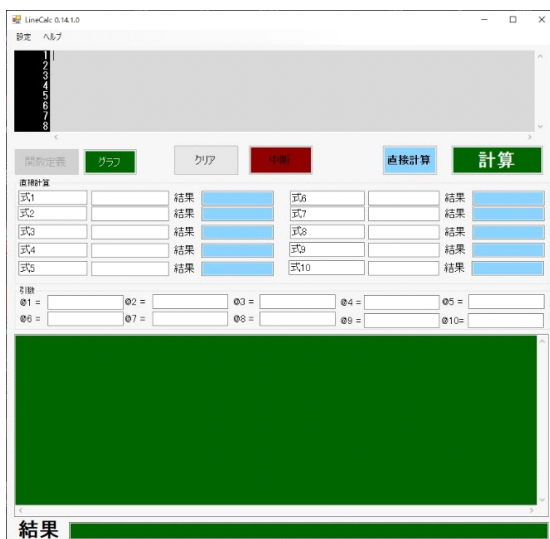 LineCalc 0.14.1.0
設定 ヘルプ
1
2
3
4
5
6
7
8
関数定義 グラフ クリア 中断 直接計算 計算
直接計算
式1 結果 式6 結果
式2 結果 式7 結果
式3 結果 式8 結果
式4 結果 式9 結果
式5 結果 式10 結果
引数
@1 = @2 = @3 = @4 = @5 =
@6 = @7 = @8 = @9 = @10=
結果